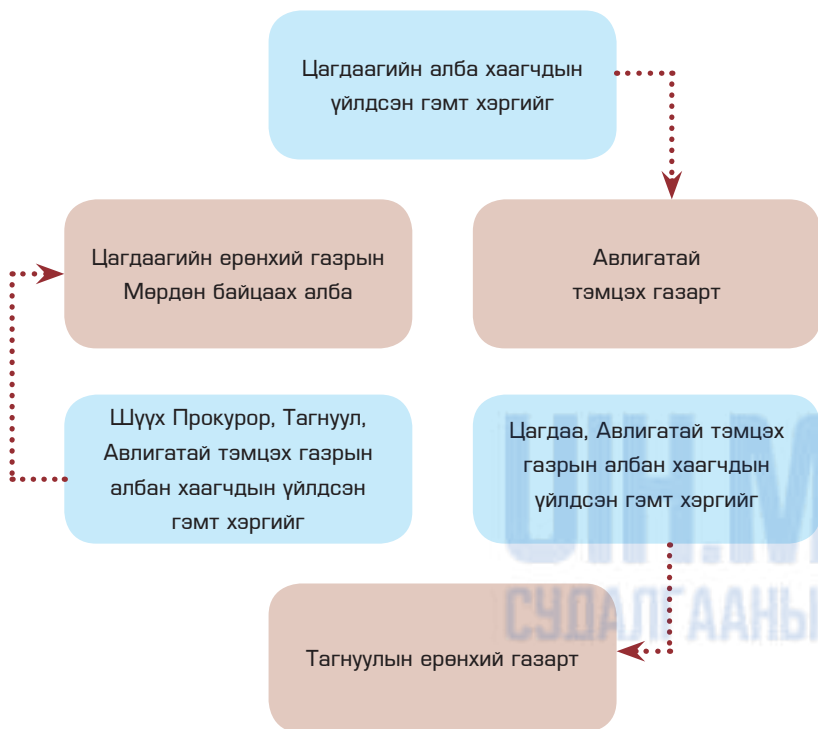 Цагдаагийн алба хаагчдын
үйлдсэн гэмт хэргийг
Цагдаагийн ерөнхий газрын
Мөрдөн байцаах алба
Авлигатай
тэмцэх газарт
Шүүх Прокурор, Тагнуул,
Авлигатай тэмцэх газрын
албан хаагчдын үйлдсэн
гэмт хэргийг
Цагдаа, Авлигатай тэмцэх
газрын албан хаагчдын
үйлдсэн гэмт хэргийг
UIH.M
СУДАЛГААНЫ
Тагнуулын ерөнхий газарт